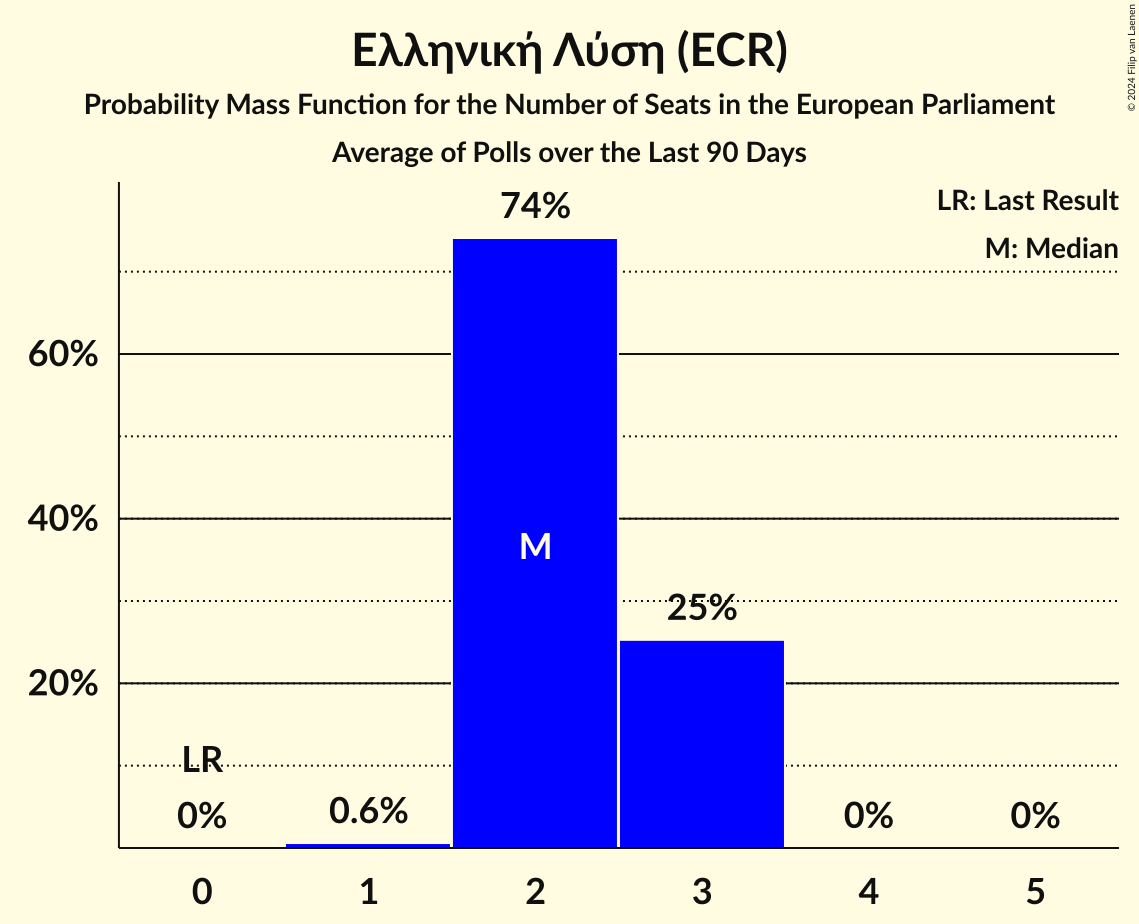 Ελληνική Λύση (ECR)
Probability Mass Function for the Number of Seats in the European Parliament
Average of Polls over the Last 90 Days
© 2024 Filip van Laenen
LR: Last Result
M: Median
74%
60%
40%
M
25%
20%
LR
0%
0.6%
0%
0%
0 1 2 3 4 5